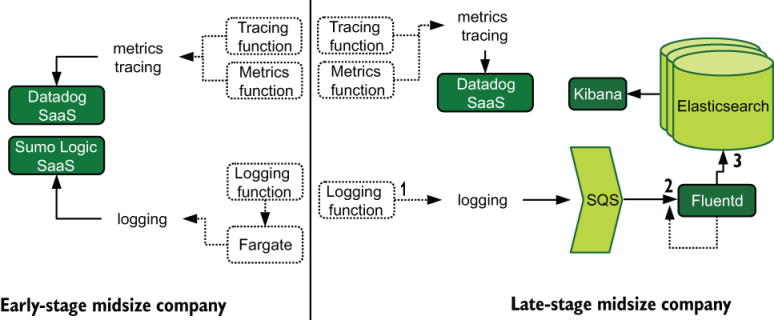 metrics
tracing
Tracing
function
Metrics
function
Datadog
SaaS
Sumo Logic
SaaS
Logging
function
logging
Fargate
Early-stage midsize company
Tracing
function
Metrics
function
metrics
tracing
Datadog
SaaS
Kibana
Elasticsearch
3
Logging
function
1
logging
SQS
2
Fluentd
Late-stage midsize company